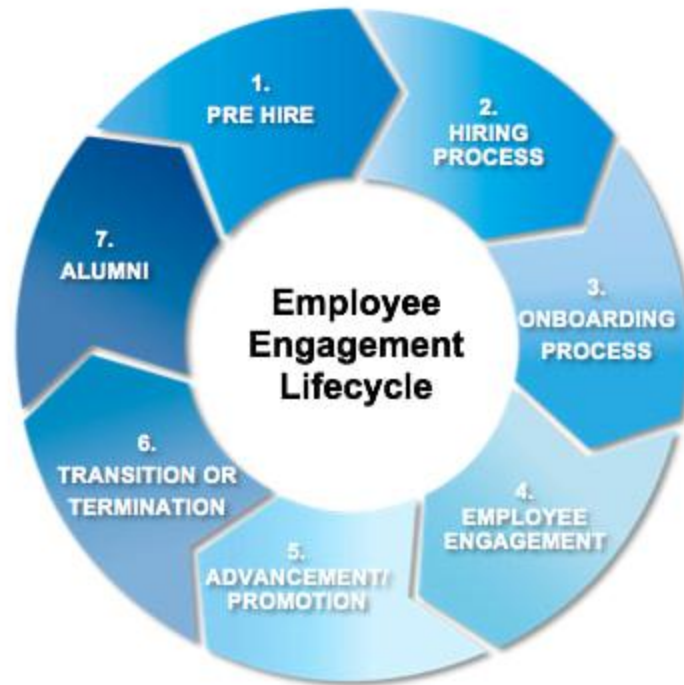 1.
PRE HIRE
2.
HIRING
PROCESS
3.
ONBOARDING
PROCESS
4.
EMPLOYEE
ENGAGEMENT
5.
ADVANCEMENT/
PROMOTION
6.
TRANSITION OR
TERMINATION
7.
ALUMNI
Employee
Engagement
Lifecycle